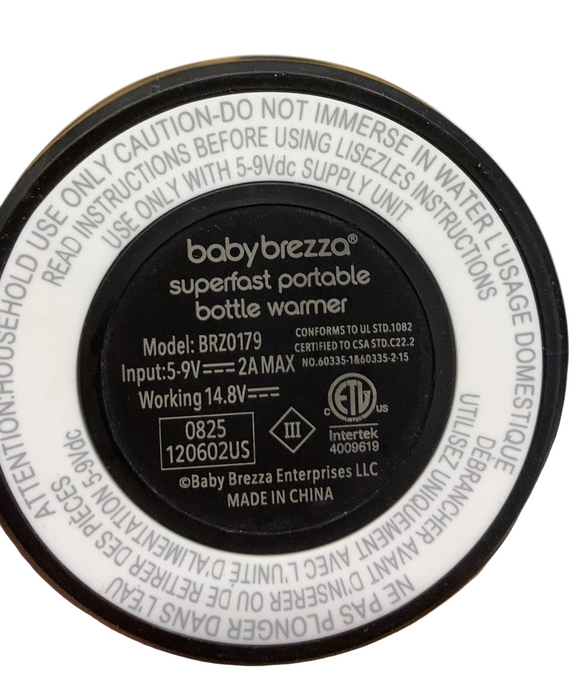 ATTENTION:HOUSEHOLD USE ONLY CAUTION-DO NOT IMMERSE IN WATER L'USAGE DOMESTIQUE
READ INSTRUCTIONS BEFORE USING LISEZLES INSTRUCTIONS
USE ONLY WITH 5-9Vdc SUPPLY UNIT
babybrezza®
superfast portable
bottle warmer
Model: BRZ0179
Input:5-9V⎓2A MAX
Working 14.8V⎓
CONFORMS TO UL STD.1082
CERTIFIED TO CSA STD.C22.2
NO.60335-1&60335-2-15
0825
120602US
III
C ETL US
Intertek
4009619
©Baby Brezza Enterprises LLC
MADE IN CHINA
UTILISEZ UNIQUEMENT AVEC L'UNITÉ D'ALIMENTATION 5-9Vdc
DÉBRANCHER AVANT D'INSÉRER OU DE RETIRER DES PIÈCES
NE PAS PLONGER DANS L'EAU